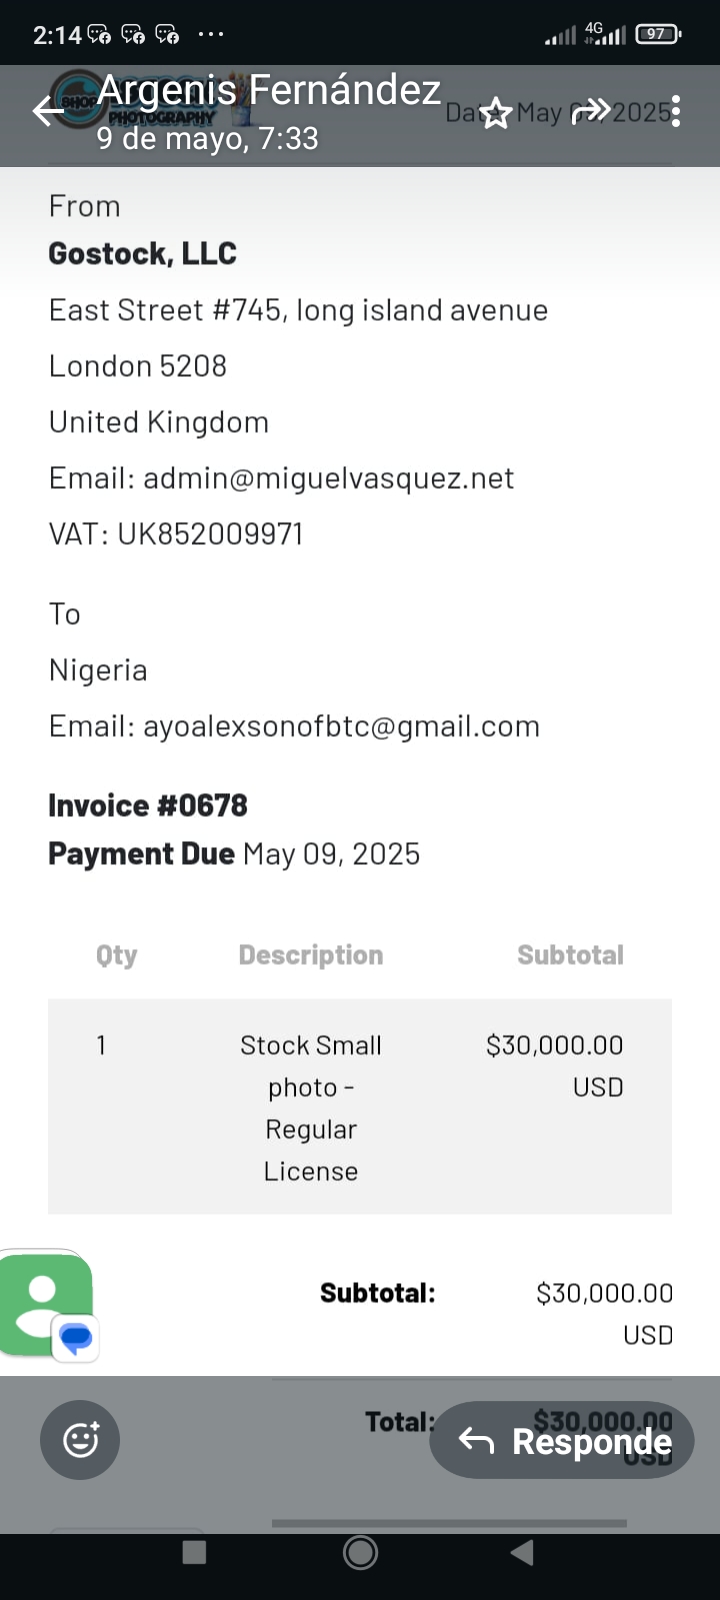 2:14
4G
97
Argenis Fernández
9 de mayo, 7:33
SHOP
PHOTOGRAPHY
Date: May 09, 2025
From
Gostock, LLC
East Street #745, long island avenue
London 5208
United Kingdom
Email: admin@miguelvasquez.net
VAT: UK852009971
To
Nigeria
Email: ayoalexsonofbtc@gmail.com
Invoice #0678
Payment Due May 09, 2025
Qty Description Subtotal
1 Stock Small $30,000.00
photo - USD
Regular
License
Subtotal: $30,000.00
USD
Total: $30,000.00
USD
Responde